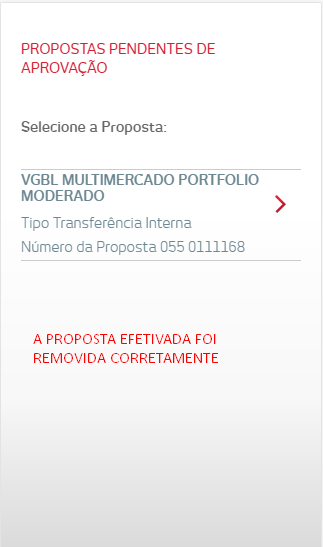 PROPOSTAS PENDENTES DE
APROVAÇÃO
Selecione a Proposta:
VGBL MULTIMERCADO PORTFOLIO
MODERADO
Tipo Transferência Interna
Número da Proposta 055 0111168
A PROPOSTA EFETIVADA FOI
REMOVIDA CORRETAMENTE